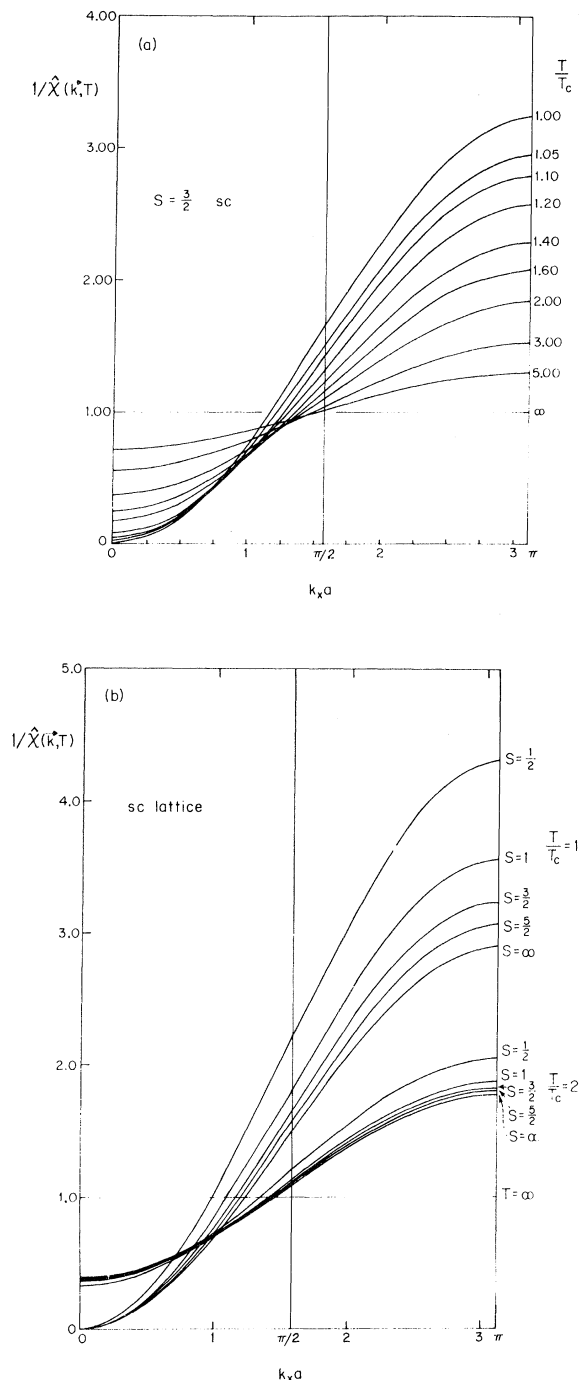 4.00
(a)
1/χ̂(k⃗,T)
T/Tc
3.00
1.00
1.05
1.10
S = 3/2 sc
1.20
2.00
1.40
1.60
2.00
3.00
5.00
1.00
∞
0
0 1 π/2 2 3 π
kxa
5.0
(b)
1/χ̂(k⃗,T)
S=1/2
4.0
sc lattice
S=1 T/Tc=1
S=3/2
3.0
S=5/2
S=∞
S=1/2
2.0
S=1 T/Tc=2
S=3/2
S=5/2
S=α
1.0
T=∞
0
0 1 π/2 2 3 π
kxa